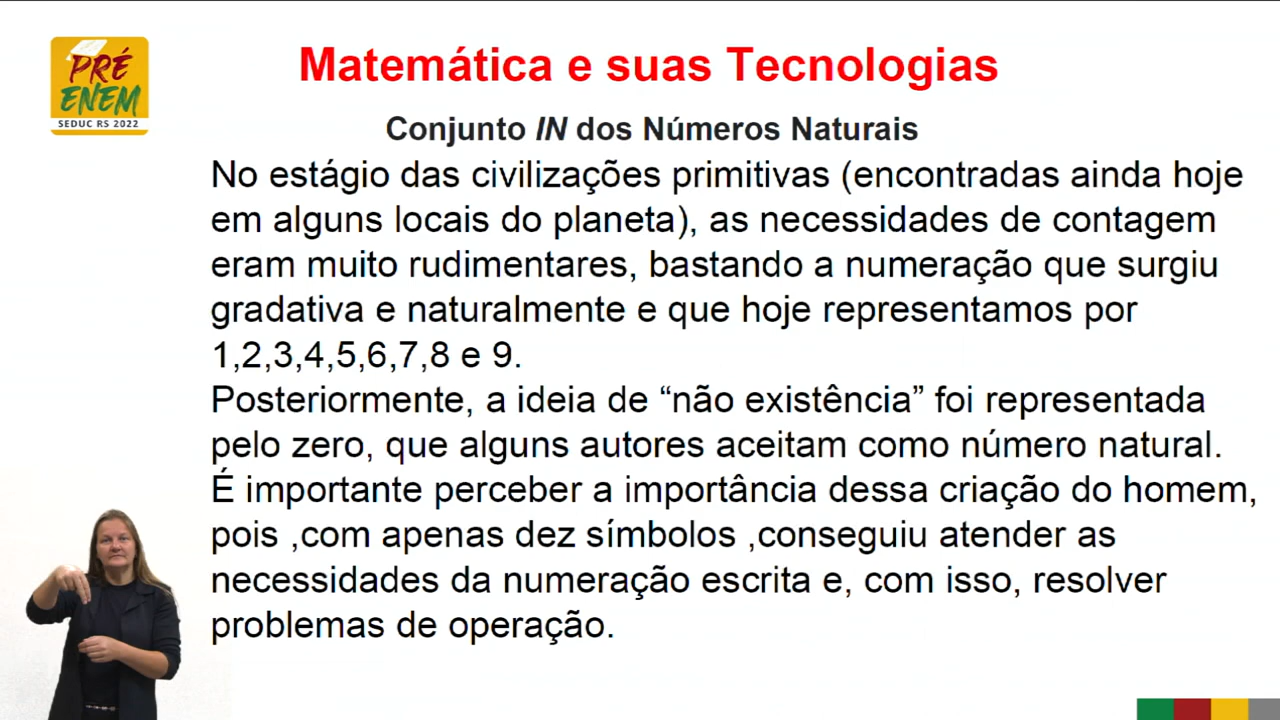 PRÉ
ENEM
SEDUC RS 2022
Matemática e suas Tecnologias
Conjunto IN dos Números Naturais
No estágio das civilizações primitivas (encontradas ainda hoje
em alguns locais do planeta), as necessidades de contagem
eram muito rudimentares, bastando a numeração que surgiu
gradativa e naturalmente e que hoje representamos por
1,2,3,4,5,6,7,8 e 9.
Posteriormente, a ideia de “não existência” foi representada
pelo zero, que alguns autores aceitam como número natural.
É importante perceber a importância dessa criação do homem,
pois ,com apenas dez símbolos ,conseguiu atender as
necessidades da numeração escrita e, com isso, resolver
problemas de operação.